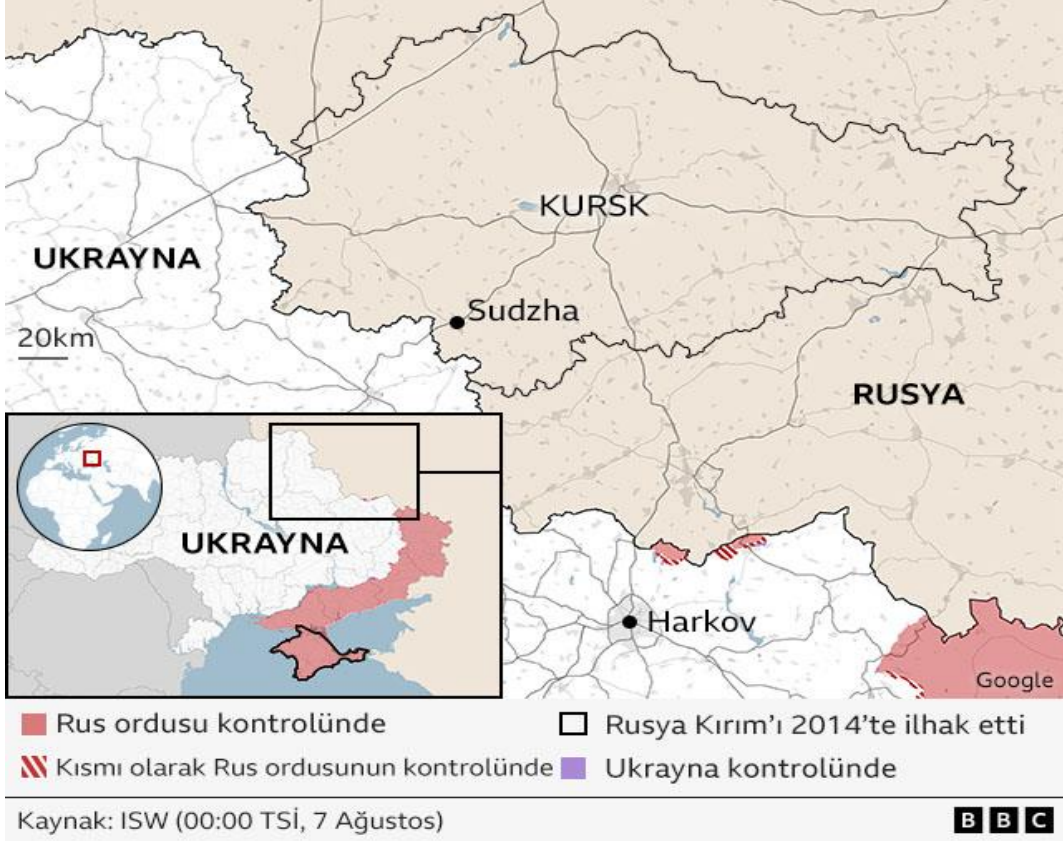 KURSK
UKRAYNA
Sudzha
20km
RUSYA
UKRAYNA
Harkov
Google
Rus ordusu kontrolünde
Rusya Kırım’ı 2014’te ilhak etti
Kısmı olarak Rus ordusunun kontrolünde
Ukrayna kontrolünde
Kaynak: ISW (00:00 TSİ, 7 Ağustos)
BBC